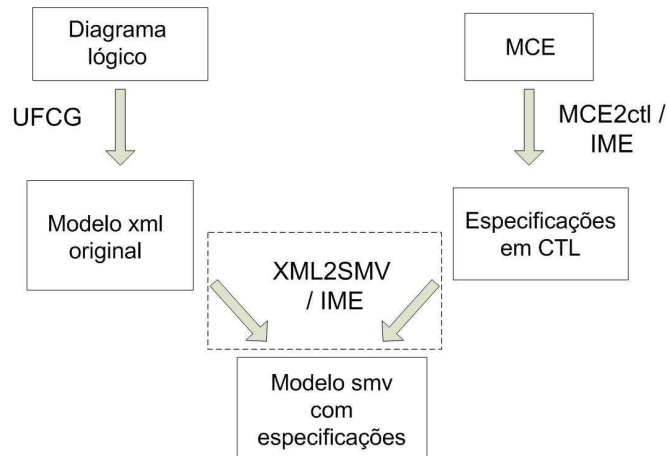 Diagrama
lógico
MCE
UFCG
MCE2ctl /
IME
Modelo xml
original
Especificações
em CTL
XML2SMV
/ IME
Modelo smv
com
especificações